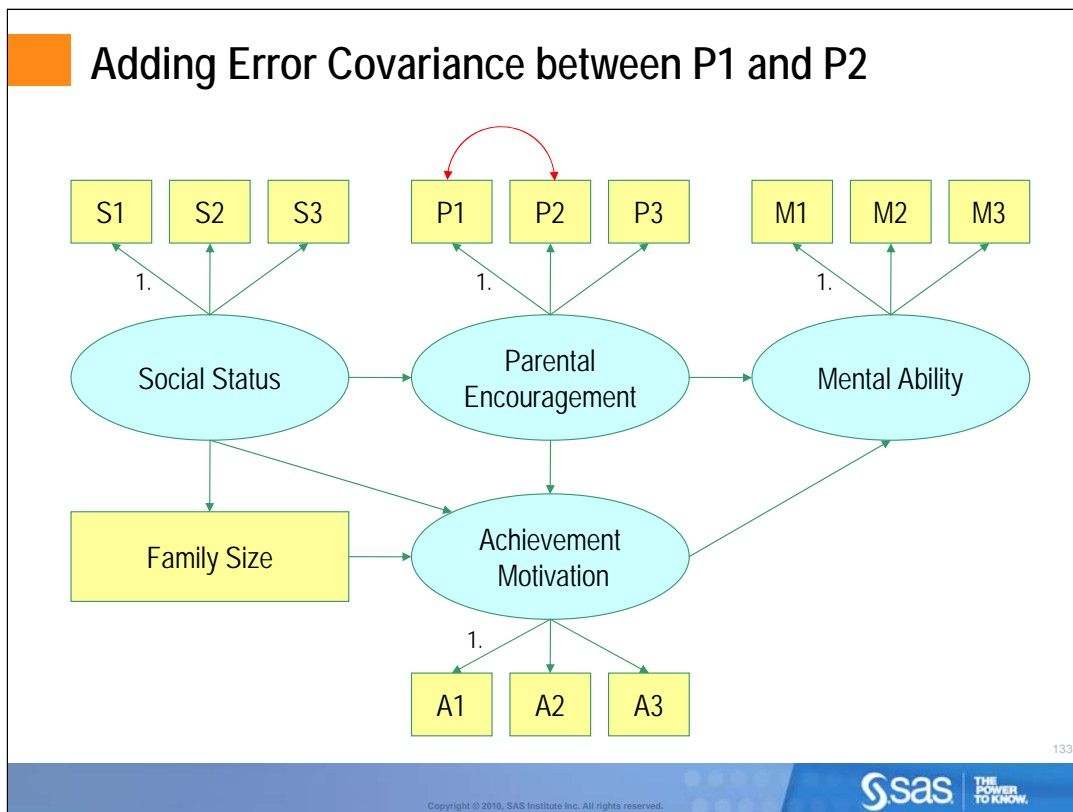 Adding Error Covariance between P1 and P2
S1 S2 S3 P1 P2 P3 M1 M2 M3
1. 1. 1.
Social Status
Parental
Encouragement
Mental Ability
Family Size
Achievement
Motivation
1.
A1 A2 A3
133
Copyright © 2010, SAS Institute Inc. All rights reserved.
sas
THE
POWER
TO KNOW.